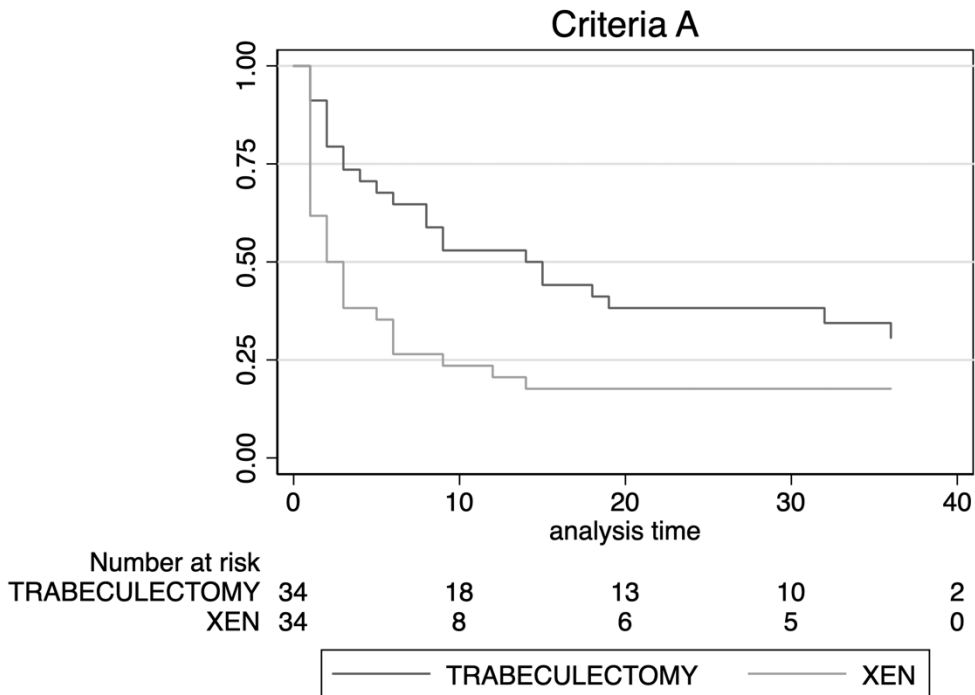 Criteria A
1.00
0.75
0.50
0.25
0.00
0 10 20 30 40
analysis time
Number at risk
TRABECULECTOMY 34 18 13 10 2
XEN 34 8 6 5 0
TRABECULECTOMY XEN